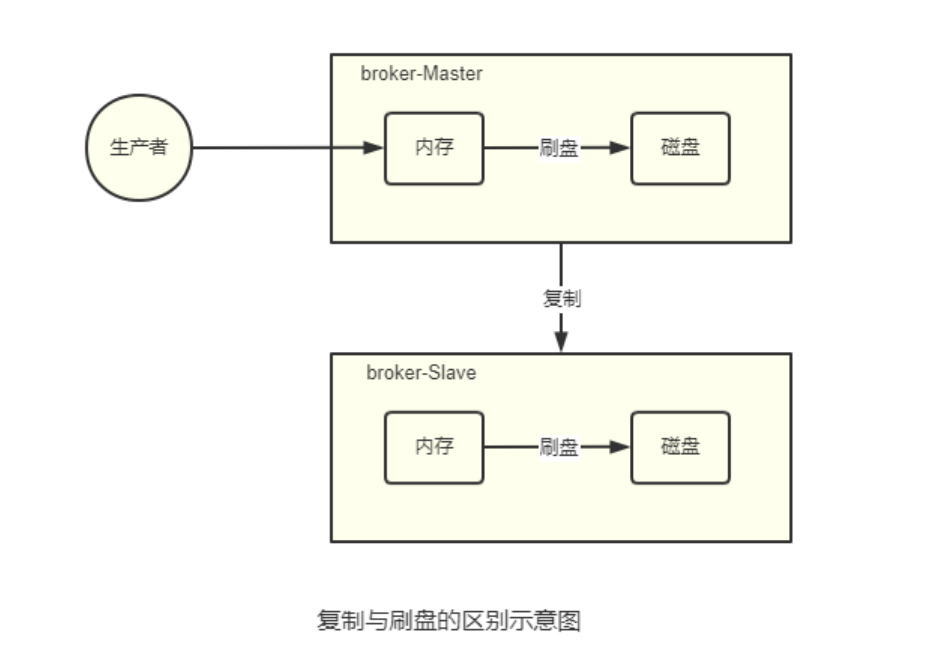 broker-Master
生产者
内存
刷盘
磁盘
复制
broker-Slave
内存
刷盘
磁盘
复制与刷盘的区别示意图